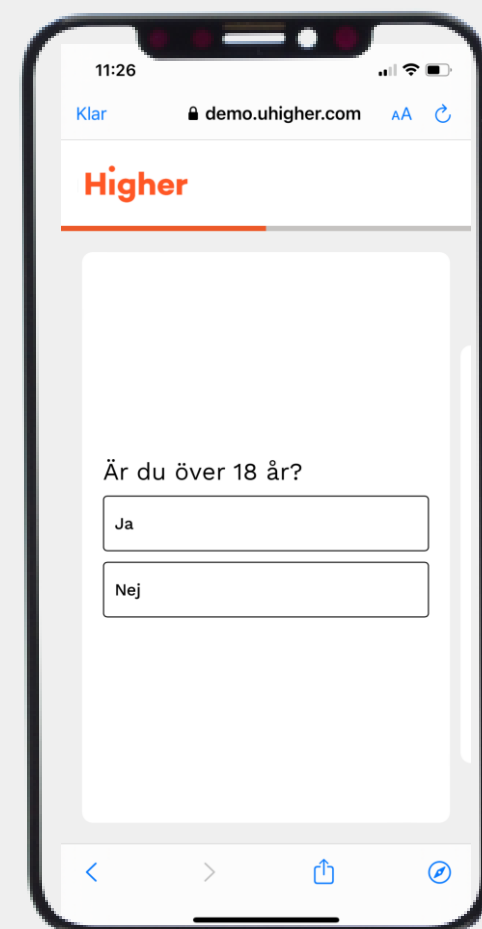 11:26
Klar demo.uhigher.com AA
Higher
Är du över 18 år?
Ja
Nej